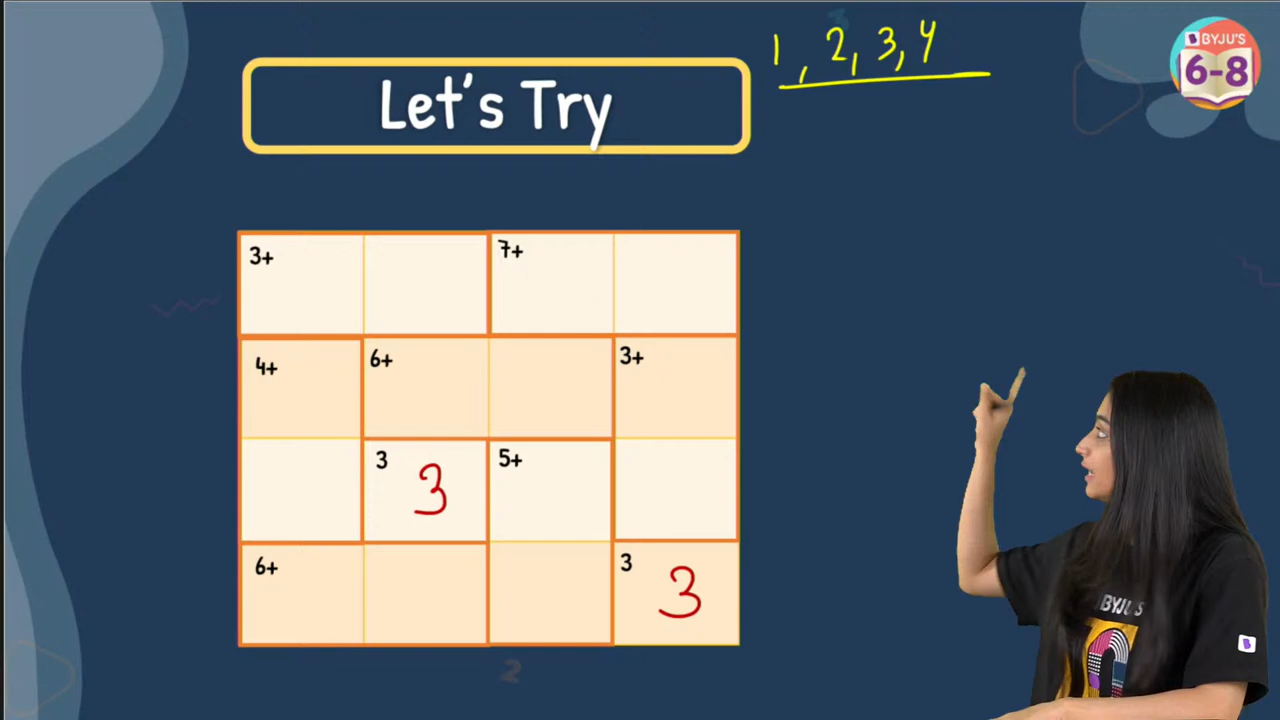 1, 2, 3, 4
BYJU'S
6-8
Let's Try
3+ 7+
4+ 6+ 3+
3 3 5+
6+ 3 3
2
BYJU'S